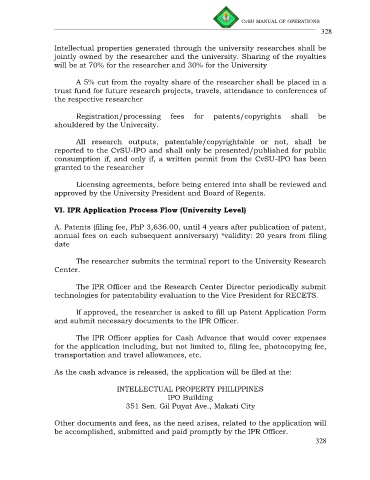 CvSU MANUAL OF OPERATIONS
328
Intellectual properties generated through the university researches shall be
jointly owned by the researcher and the university. Sharing of the royalties
will be at 70% for the researcher and 30% for the University
A 5% cut from the royalty share of the researcher shall be placed in a
trust fund for future research projects, travels, attendance to conferences of
the respective researcher
Registration/processing fees for patents/copyrights shall be
shouldered by the University.
All research outputs, patentable/copyrightable or not, shall be
reported to the CvSU-IPO and shall only be presented/published for public
consumption if, and only if, a written permit from the CvSU-IPO has been
granted to the researcher
Licensing agreements, before being entered into shall be reviewed and
approved by the University President and Board of Regents.
VI. IPR Application Process Flow (University Level)
A. Patents (filing fee, PhP 3,636.00, until 4 years after publication of patent,
annual fees on each subsequent anniversary) *validity: 20 years from filing
date
The researcher submits the terminal report to the University Research
Center.
The IPR Officer and the Research Center Director periodically submit
technologies for patentability evaluation to the Vice President for RECETS.
If approved, the researcher is asked to fill up Patent Application Form
and submit necessary documents to the IPR Officer.
The IPR Officer applies for Cash Advance that would cover expenses
for the application including, but not limited to, filing fee, photocopying fee,
transportation and travel allowances, etc.
As the cash advance is released, the application will be filed at the:
INTELLECTUAL PROPERTY PHILIPPINES
IPO Building
351 Sen. Gil Puyat Ave., Makati City
Other documents and fees, as the need arises, related to the application will
be accomplished, submitted and paid promptly by the IPR Officer.
328